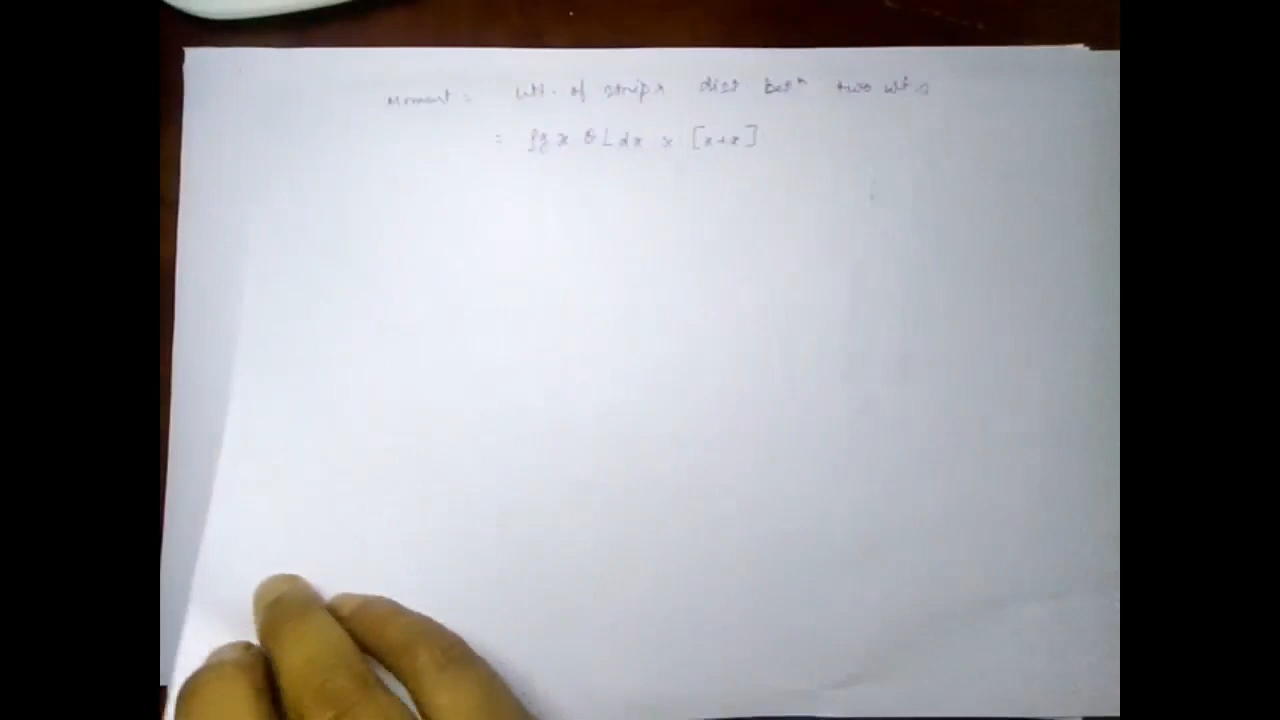 Moment = wt. of strip x dist betn two wt.s
= ρg x θ L dx x [x+x]